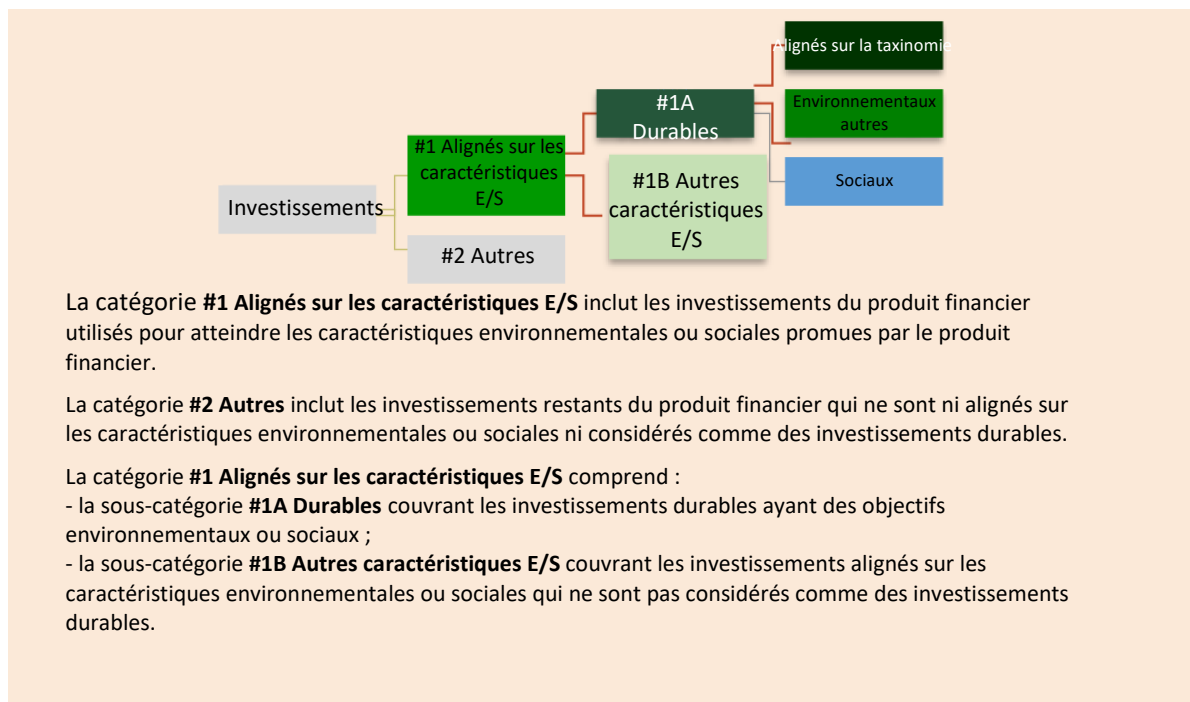 Alignés sur la taxinomie
#1A
Durables
Environnementaux
autres
#1 Alignés sur les
caractéristiques
E/S
#1B Autres
caractéristiques
E/S
Sociaux
Investissements
#2 Autres
La catégorie #1 Alignés sur les caractéristiques E/S inclut les investissements du produit financier
utilisés pour atteindre les caractéristiques environnementales ou sociales promues par le produit
financier.
La catégorie #2 Autres inclut les investissements restants du produit financier qui ne sont ni alignés sur
les caractéristiques environnementales ou sociales ni considérés comme des investissements durables.
La catégorie #1 Alignés sur les caractéristiques E/S comprend :
- la sous-catégorie #1A Durables couvrant les investissements durables ayant des objectifs
environnementaux ou sociaux ;
- la sous-catégorie #1B Autres caractéristiques E/S couvrant les investissements alignés sur les
caractéristiques environnementales ou sociales qui ne sont pas considérés comme des investissements
durables.